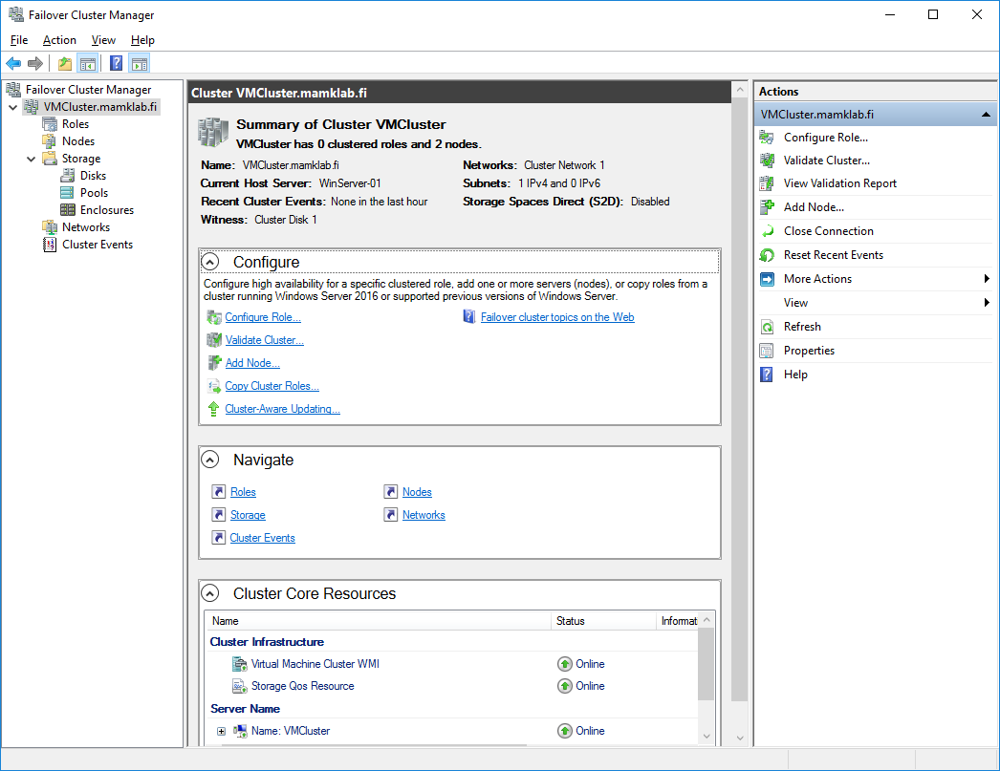 Failover Cluster Manager
File Action View Help
Failover Cluster Manager
VMCluster.mamklab.fi
Roles
Nodes
Storage
Disks
Pools
Enclosures
Networks
Cluster Events
Cluster VMCluster.mamklab.fi
Summary of Cluster VMCluster
VMCluster has 0 clustered roles and 2 nodes.
Name: VMCluster.mamklab.fi Networks: Cluster Network 1
Current Host Server: WinServer-01 Subnets: 1 IPv4 and 0 IPv6
Recent Cluster Events: None in the last hour Storage Spaces Direct (S2D): Disabled
Witness: Cluster Disk 1
Configure
Configure high availability for a specific clustered role, add one or more servers (nodes), or copy roles from a
cluster running Windows Server 2016 or supported previous versions of Windows Server.
Configure Role... Failover cluster topics on the Web
Validate Cluster...
Add Node...
Copy Cluster Roles...
Cluster-Aware Updating...
Navigate
Roles Nodes
Storage Networks
Cluster Events
Cluster Core Resources
Name Status Informat
Cluster Infrastructure
Virtual Machine Cluster WMI Online
Storage Qos Resource Online
Server Name
Name: VMCluster Online
Actions
VMCluster.mamklab.fi
Configure Role...
Validate Cluster...
View Validation Report
Add Node...
Close Connection
Reset Recent Events
More Actions
View
Refresh
Properties
Help